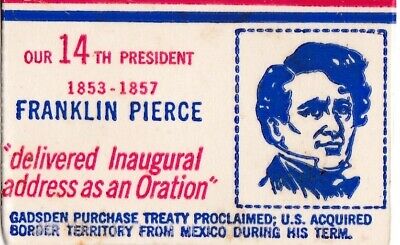 OUR 14TH PRESIDENT
1853-1857
FRANKLIN PIERCE
"delivered Inaugural
address as an Oration"
GADSDEN PURCHASE TREATY PROCLAIMED; U.S. ACQUIRED
BORDER TERRITORY FROM MEXICO DURING HIS TERM.